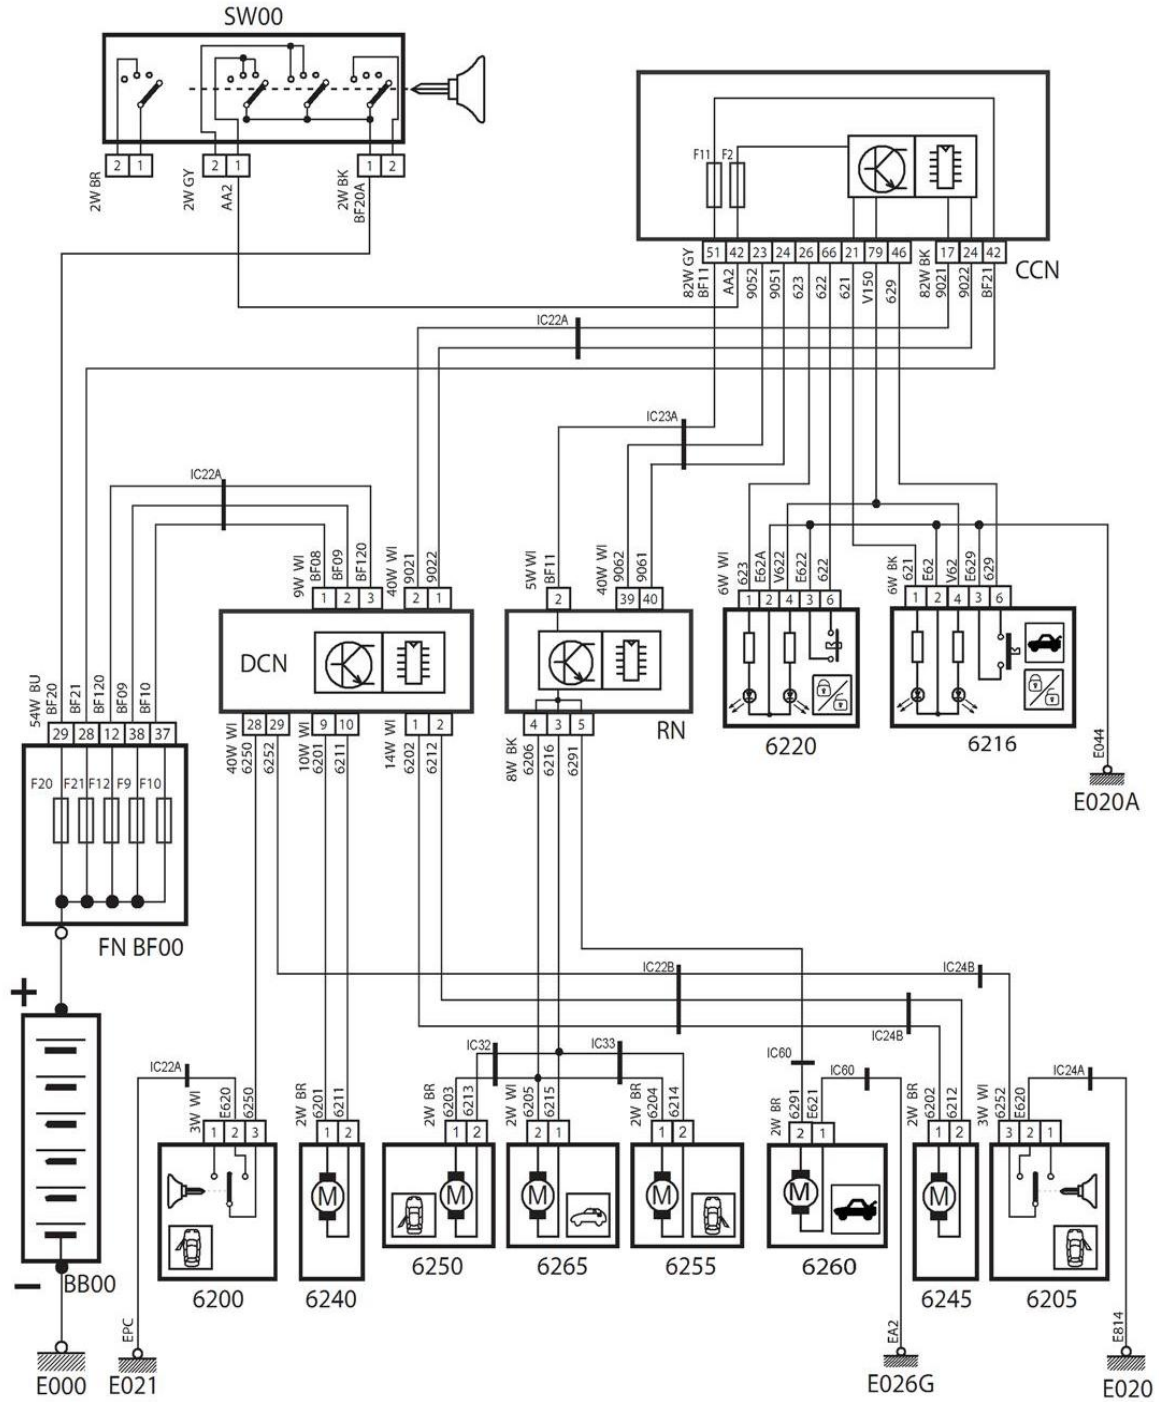 SW00
2 1
2W BR
2 1
2W GY
AA2
1 2
2W BK
BF20A
F11 F2
51 42 23 24 26 66 21 79 46
17 24 42
CCN
82W GY
BF11
AA2
9052
9051
623
622
621
V150
629
82W BK
9021
9022
BF21
IC22A
IC23A
IC22A
9W WI
BF08
BF09
BF120
40W WI
9021
9022
5W WI
BF11
40W WI
9062
9061
6W WI
623
E62A
V622
E622
622
6W BK
621
E62
V62
E629
629
1 2 3
2 1
2
39 40
1 2 4 3 6
1 2 4 3 6
DCN
RN
6220
6216
E044
E020A
54W BU
BF20
BF21
BF120
BF09
BF10
29 28 12 38 37
F20 F21 F12 F9 F10
FN BF00
28 29
9 10
1 2
4 3 5
40W WI
6250
6252
10W WI
6201
6211
14W WI
6202
6212
8W BK
6206
6216
6291
IC22B
IC24B
IC24B
+
−
BB00
E000
IC22A
IC32
IC33
IC60
IC60
IC24A
3W WI
E620
6250
2W BR
6201
6211
2W BR
6203
6213
2W WI
6205
6215
2W BR
6204
6214
2W BR
6291
E621
2W BR
6202
6212
3W WI
6252
E620
1 2 3
1 2
1 2
2 1
1 2
2 1
1 2
3 2 1
M
M
M
M
M
M
6200
6240
6250
6265
6255
6260
6245
6205
EPC
E021
EA2
E026G
E814
E020